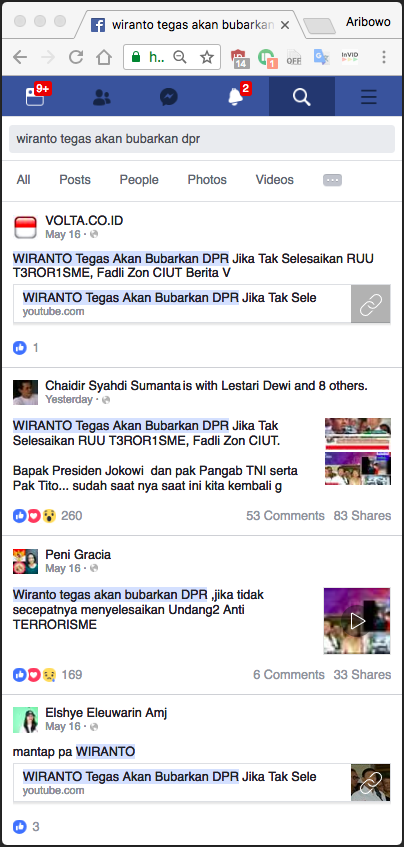 wiranto tegas akan bubarkan
Aribowo
h...
14
1
OFF
InVID
9+
2
wiranto tegas akan bubarkan dpr
All Posts People Photos Videos
VOLTA.CO.ID
May 16 ·
WIRANTO Tegas Akan Bubarkan DPR Jika Tak Selesaikan RUU
T3ROR1SME, Fadli Zon CIUT Berita V
WIRANTO Tegas Akan Bubarkan DPR Jika Tak Sele
youtube.com
1
Chaidir Syahdi Sumanta is with Lestari Dewi and 8 others.
Yesterday ·
WIRANTO Tegas Akan Bubarkan DPR Jika Tak
Selesaikan RUU T3ROR1SME, Fadli Zon CIUT.
Bapak Presiden Jokowi dan pak Pangab TNI serta
Pak Tito... sudah saat nya saat ini kita kembali g
260 53 Comments 83 Shares
Peni Gracia
May 16 ·
Wiranto tegas akan bubarkan DPR ,jika tidak
secepatnya menyelesaikan Undang2 Anti
TERRORISME
169 6 Comments 33 Shares
Elshye Eleuwarin Amj
May 16 ·
mantap pa WIRANTO
WIRANTO Tegas Akan Bubarkan DPR Jika Tak Sele
youtube.com
3